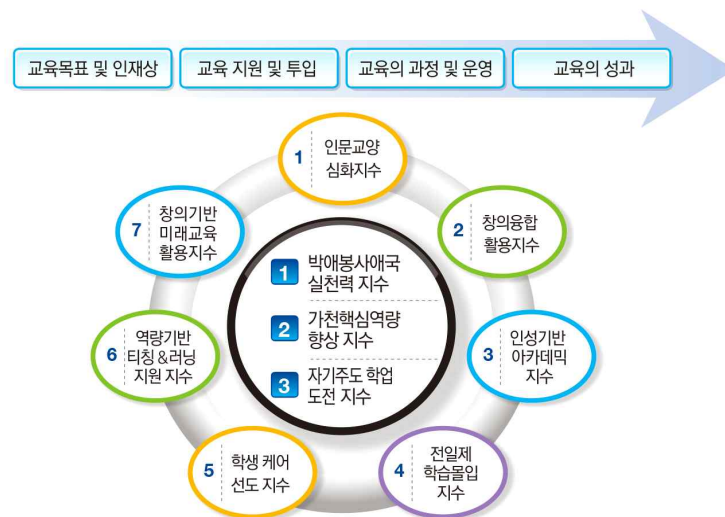 교육목표 및 인재상
교육 지원 및 투입
교육의 과정 및 운영
교육의 성과
1 인문교양
심화지수
2 창의융합
활용지수
3 인성기반
아카데믹
지수
4 전일제
학습몰입
지수
5 학생 케어
선도 지수
6 역량기반
티칭&러닝
지원 지수
7 창의기반
미래교육
활용지수
1 박애봉사애국
실천력 지수
2 가천핵심역량
향상 지수
3 자기주도 학업
도전 지수